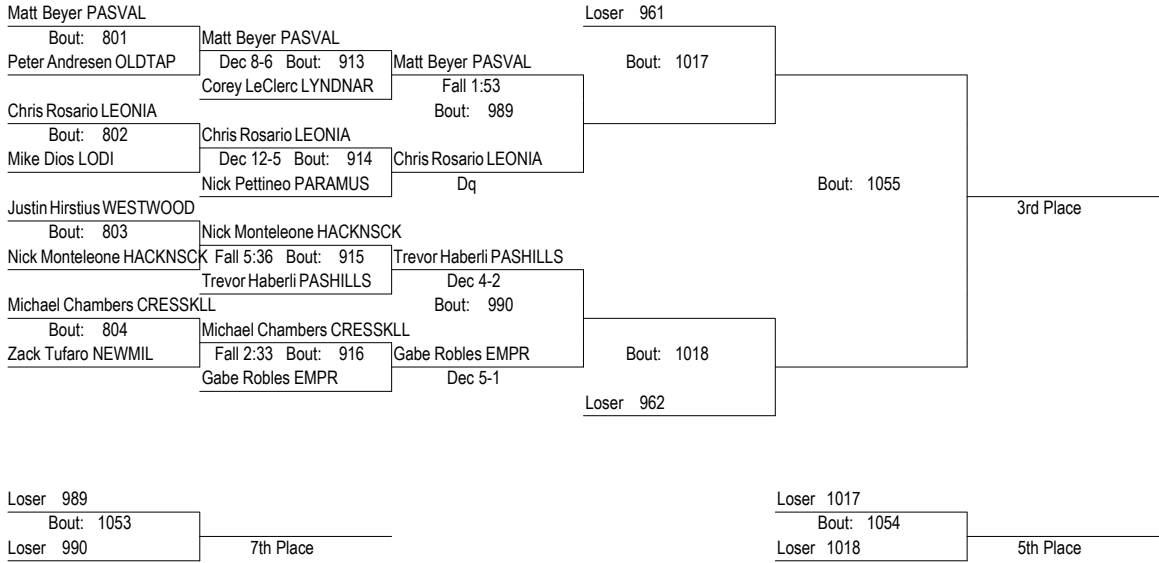 Matt Beyer PASVAL
Loser 961
Bout: 801
Matt Beyer PASVAL
Peter Andresen OLDTAP
Dec 8-6 Bout: 913
Matt Beyer PASVAL
Bout: 1017
Corey LeClerc LYNDNAR
Fall 1:53
Chris Rosario LEONIA
Bout: 989
Bout: 802
Chris Rosario LEONIA
Mike Dios LODI
Dec 12-5 Bout: 914
Chris Rosario LEONIA
Nick Pettineo PARAMUS
Dq
Bout: 1055
Justin Hirstius WESTWOOD
3rd Place
Bout: 803
Nick Monteleone HACKNSCK
Nick Monteleone HACKNSCK
Fall 5:36 Bout: 915
Trevor Haberli PASHILLS
Trevor Haberli PASHILLS
Dec 4-2
Michael Chambers CRESSKLL
Bout: 990
Bout: 804
Michael Chambers CRESSKLL
Zack Tufaro NEWMIL
Fall 2:33 Bout: 916
Gabe Robles EMPR
Bout: 1018
Gabe Robles EMPR
Dec 5-1
Loser 962
Loser 989
Loser 1017
Bout: 1053
Bout: 1054
Loser 990
7th Place
Loser 1018
5th Place